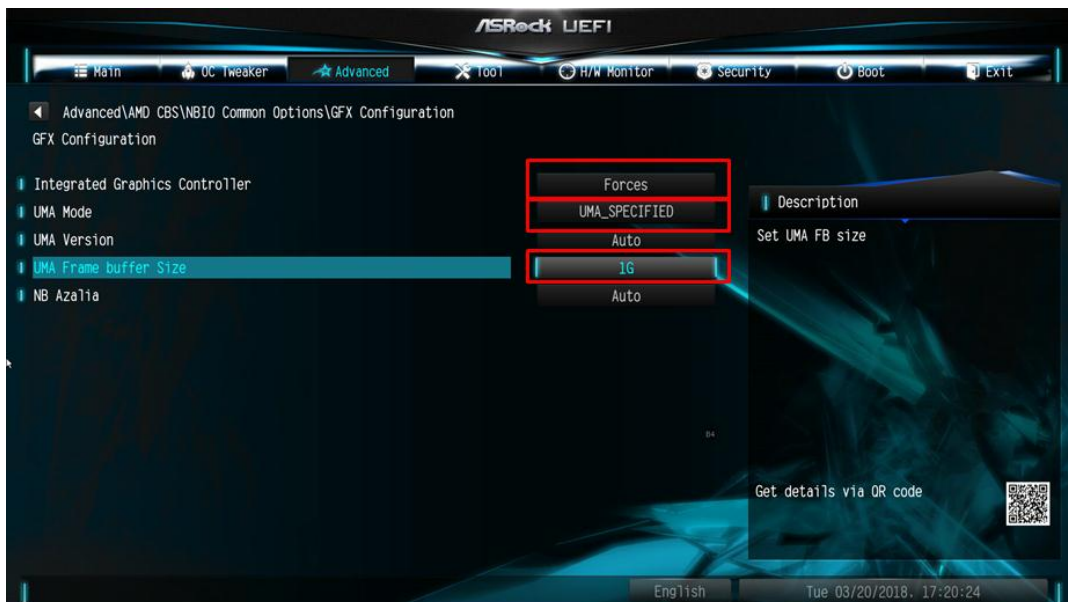 ASRock UEFI
Main OC Tweaker Advanced Tool H/W Monitor Security Boot Exit
Advanced\AMD CBS\NBIO Common Options\GFX Configuration
GFX Configuration
Integrated Graphics Controller Forces
UMA Mode UMA_SPECIFIED
UMA Version Auto
UMA Frame buffer Size 1G
NB Azalia Auto
Description
Set UMA FB size
B4
Get details via QR code
English Tue 03/20/2018. 17:20:24